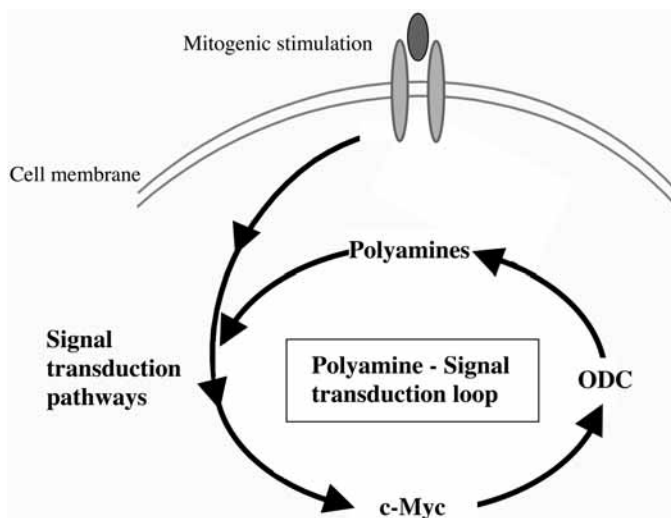 Mitogenic stimulation
Cell membrane
Polyamines
Signal
transduction
pathways
Polyamine - Signal
transduction loop
ODC
c-Myc